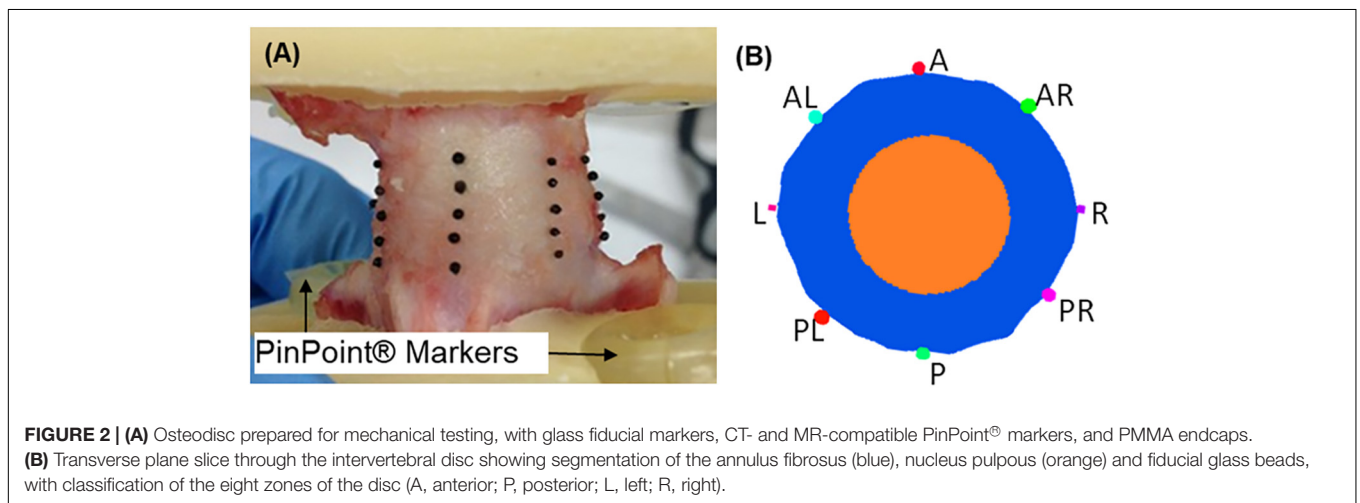 (A)
PinPoint® Markers
(B)
A
AL
AR
L
R
PL
PR
P
FIGURE 2 | (A) Osteodisc prepared for mechanical testing, with glass fiducial markers, CT- and MR-compatible PinPoint® markers, and PMMA endcaps.
(B) Transverse plane slice through the intervertebral disc showing segmentation of the annulus fibrosus (blue), nucleus pulpous (orange) and fiducial glass beads,
with classification of the eight zones of the disc (A, anterior; P, posterior; L, left; R, right).